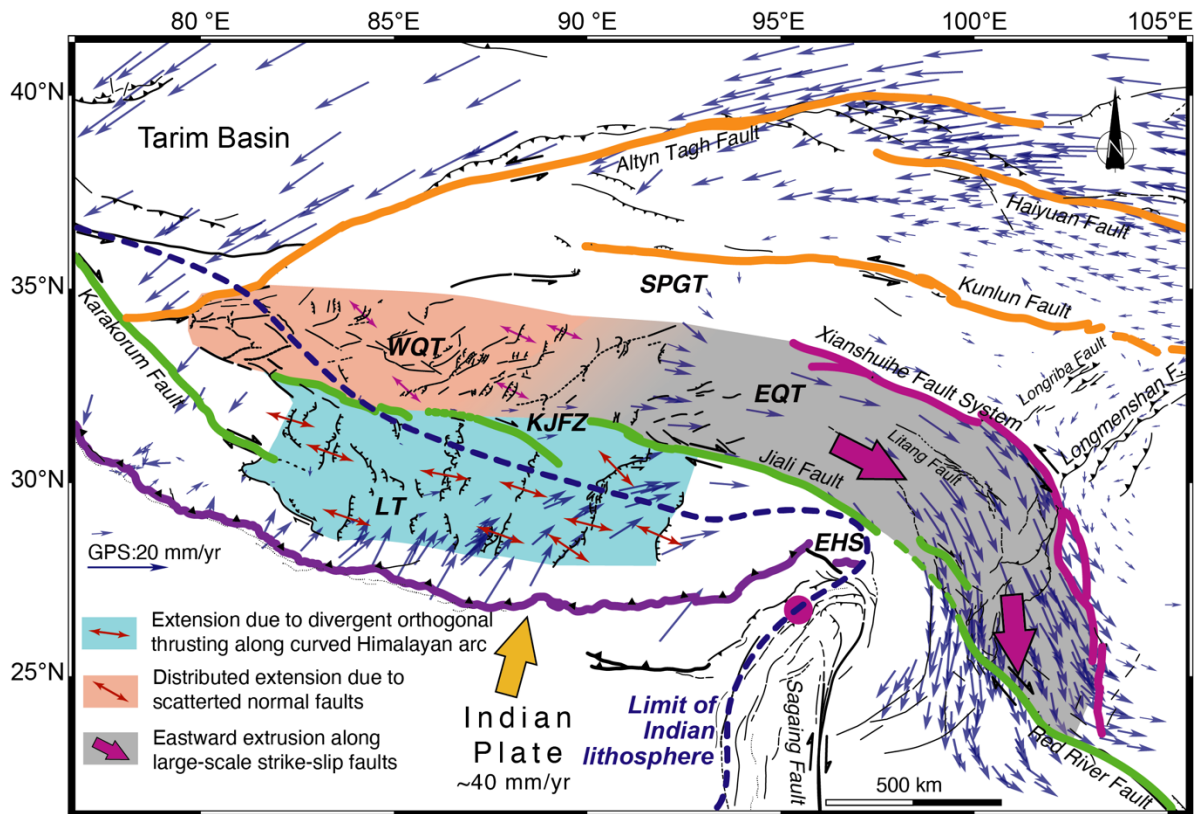 80 °E
85°E
90 °E
95°E
100°E
105°E
40°N
35°N
30°N
25°N
Tarim Basin
Altyn Tagh Fault
Haiyuan Fault
SPGT
Kunlun Fault
Karakorum Fault
WQT
Xianshuihe Fault System
Longriba Fault
Longmenshan F.
EQT
KJFZ
Litang Fault
Jiali Fault
LT
EHS
GPS:20 mm/yr
N
Extension due to divergent orthogonal
thrusting along curved Himalayan arc
Distributed extension due to
scatterted normal faults
Eastward extrusion along
large-scale strike-slip faults
Indian
Plate
~40 mm/yr
Limit of
Indian
lithosphere
Sagaing Fault
500 km
Red River Fault